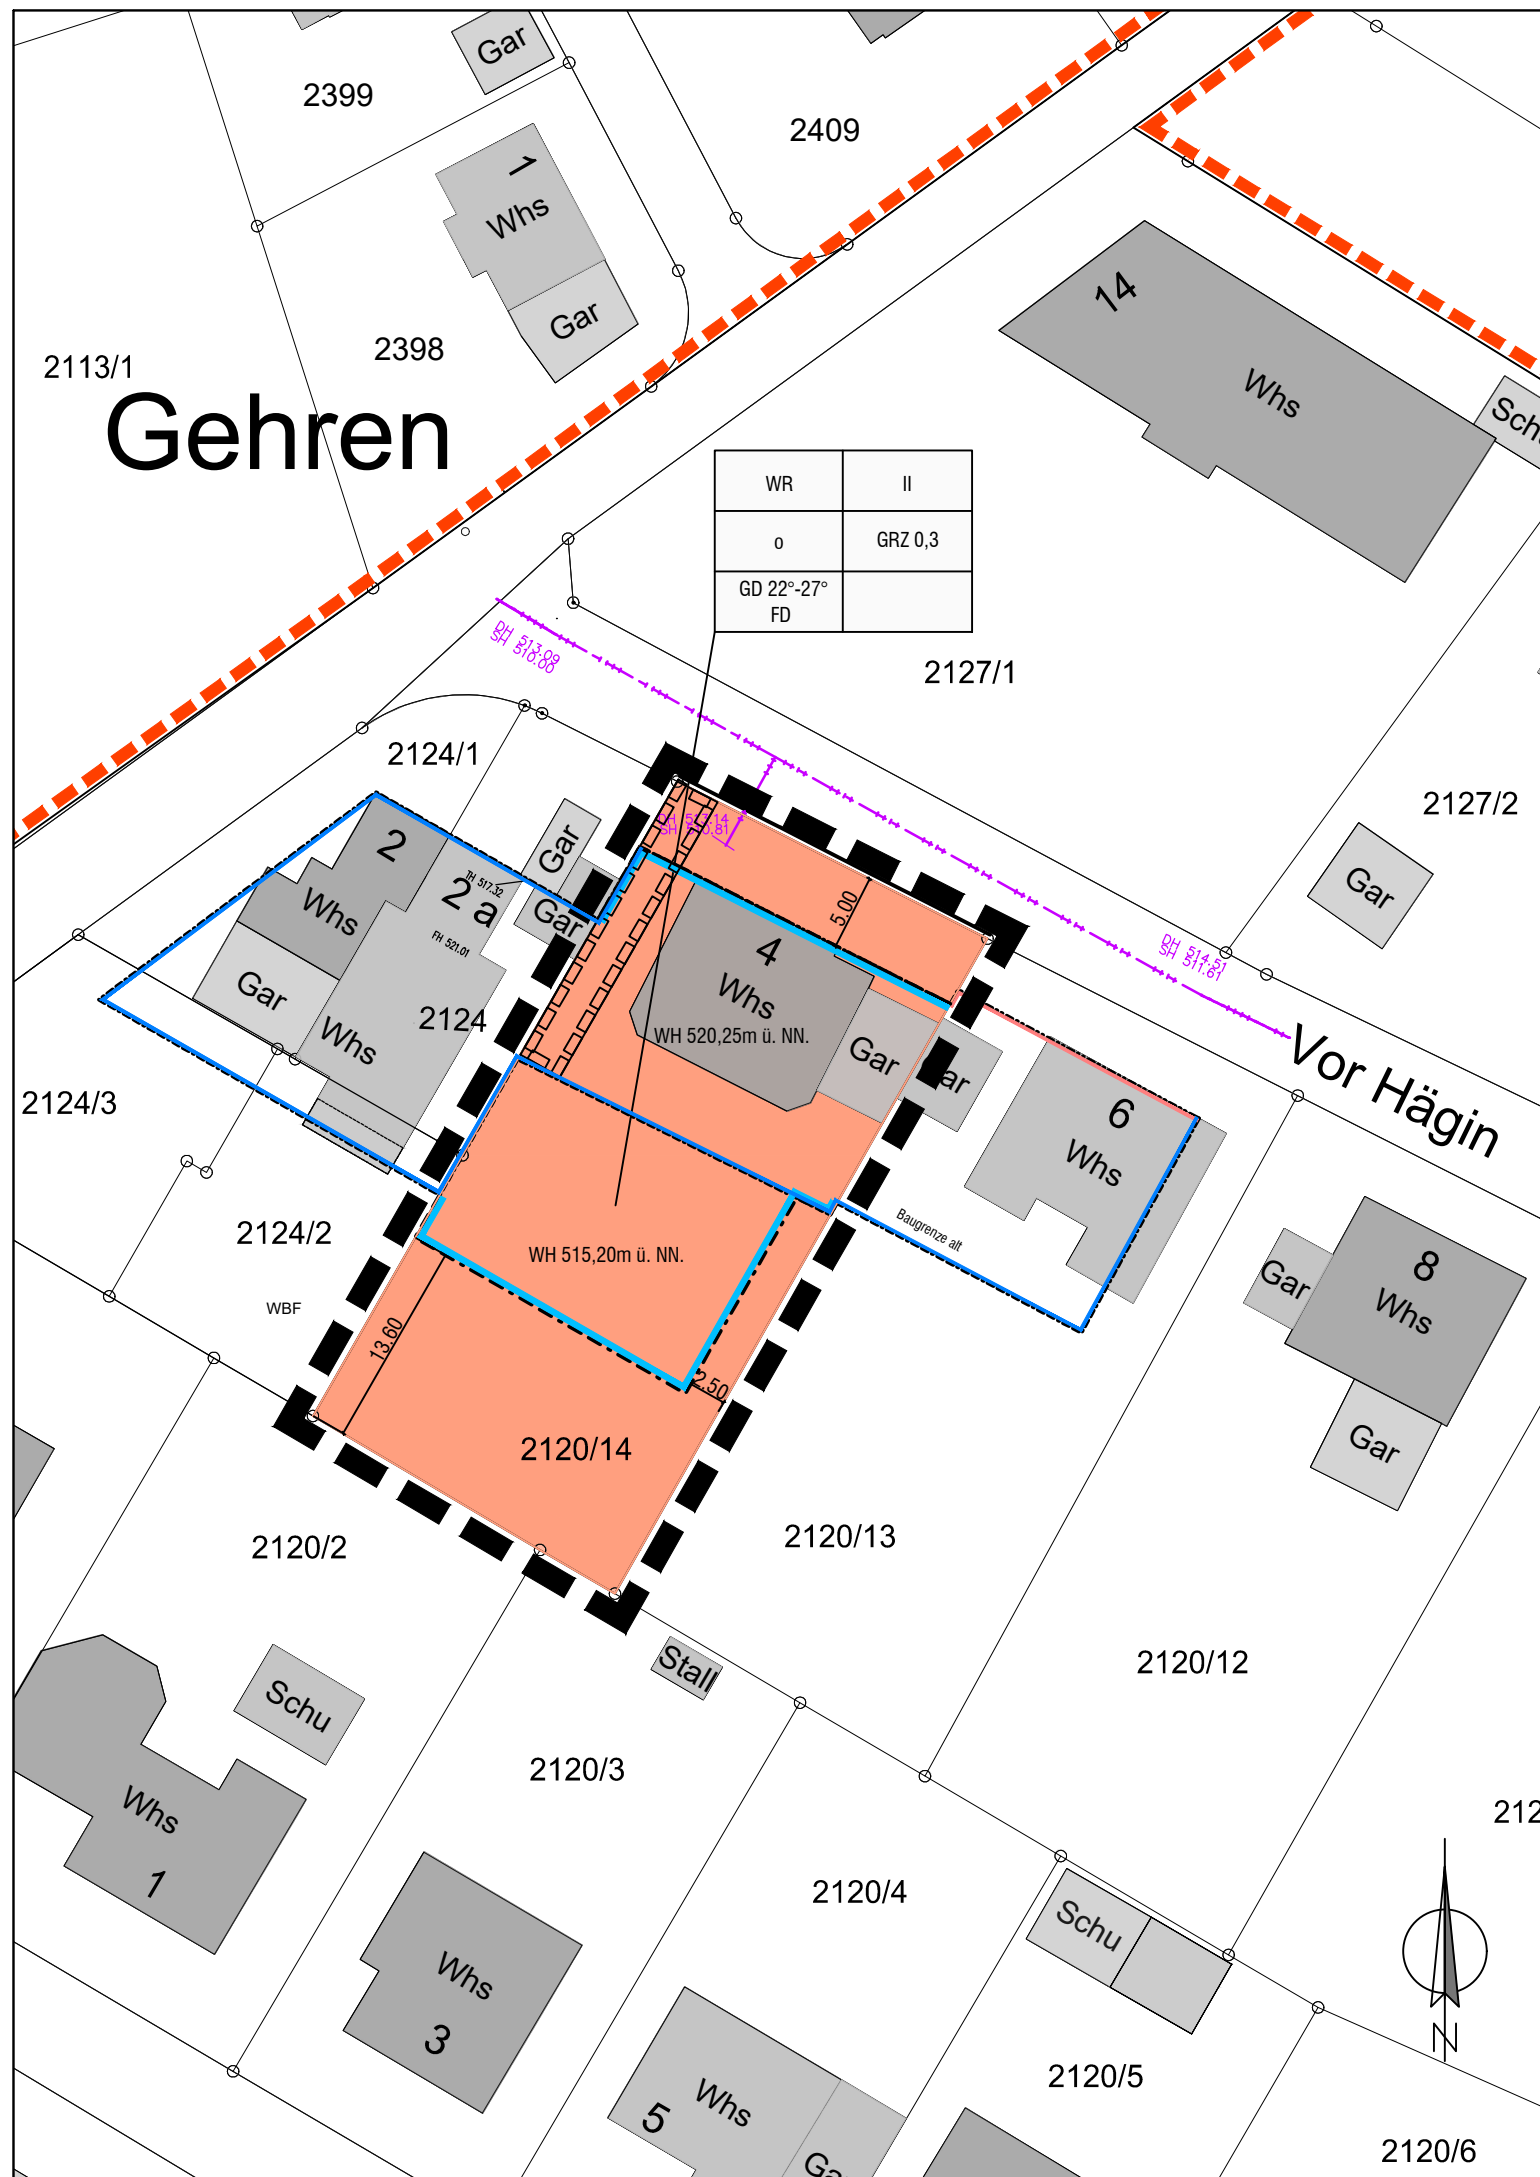 Gar
2399
2409
1
Whs
14
Gar
2398
2113/1
Whs
Gehren
WR
II
o
GRZ 0,3
GD 22°-27°
FD
DH 513.09
SH 510.00
2127/1
2124/1
2127/2
DH 513.14
SH 510.81
2
Gar
TH 517.32
2a
Whs
Gar
Gar
FH 521.01
5.00
4
Whs
WH 520,25m ü. NN.
DH 514.51
SH 511.61
Gar
2124
Whs
Gar
Vor Hägin
2124/3
6
Whs
2124/2
Baugrenze alt
WH 515,20m ü. NN.
8
Gar
Whs
WBF
13.60
2.50
2120/14
Gar
2120/2
2120/13
Stall
2120/12
Schu
2120/3
Whs
1
2120/4
Schu
Whs
3
N
2120/5
Whs
5
2120/6